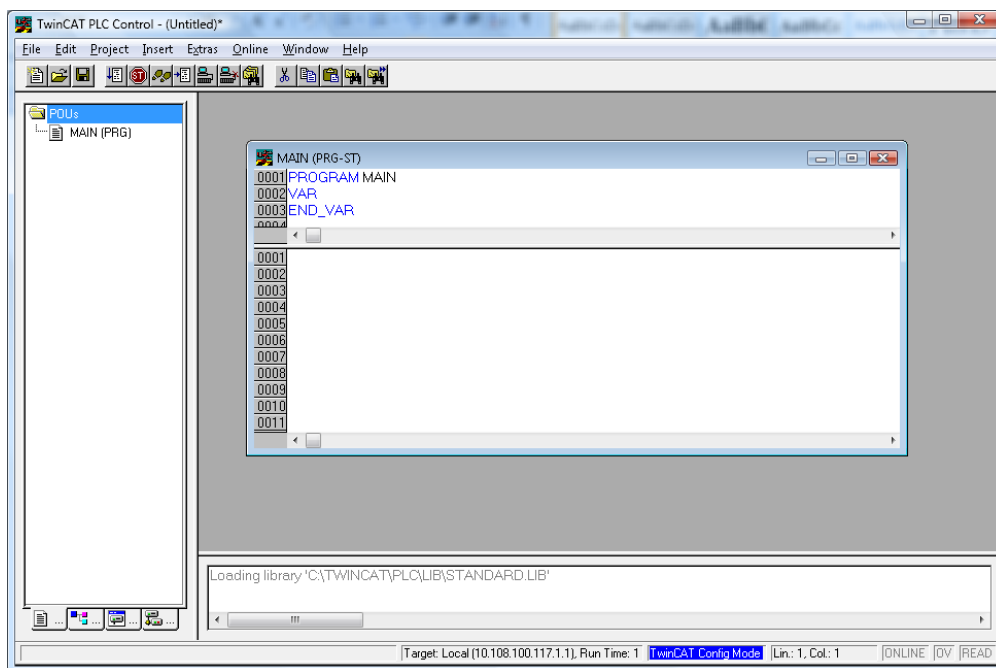 TwinCAT PLC Control - (Untitled)*
File Edit Project Insert Extras Online Window Help
POUs
MAIN (PRG)
MAIN (PRG-ST)
0001 PROGRAM MAIN
0002 VAR
0003 END_VAR
0004
0001
0002
0003
0004
0005
0006
0007
0008
0009
0010
0011
Loading library 'C:\TWINCAT\PLC\LIB\STANDARD.LIB'
... ... ... ...
Target: Local (10.108.100.117.1.1), Run Time: 1 TwinCAT Config Mode Lin.: 1, Col.: 1 ONLINE OV READ